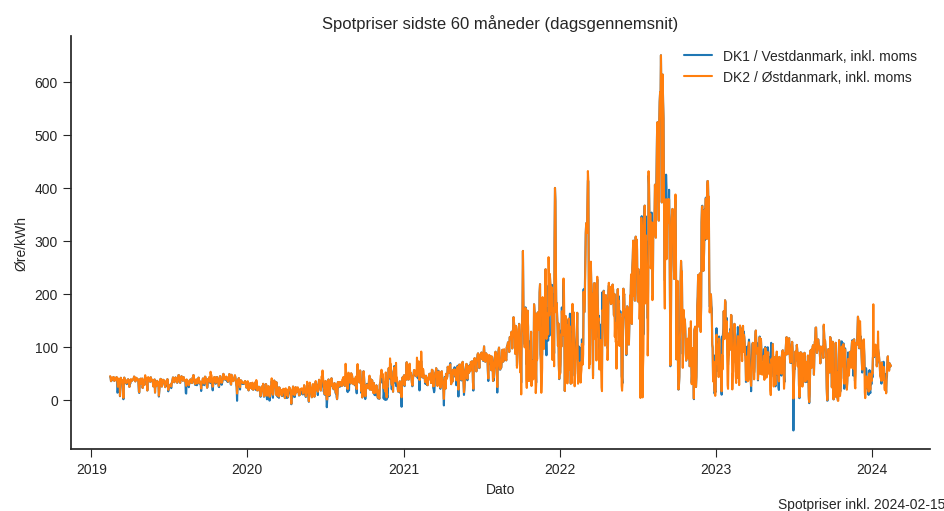 Spotpriser sidste 60 måneder (dagsgennemsnit)
DK1 / Vestdanmark, inkl. moms
DK2 / Østdanmark, inkl. moms
Øre/kWh
600
500
400
300
200
100
0
2019 2020 2021 2022 2023 2024
Dato
Spotpriser inkl. 2024-02-15